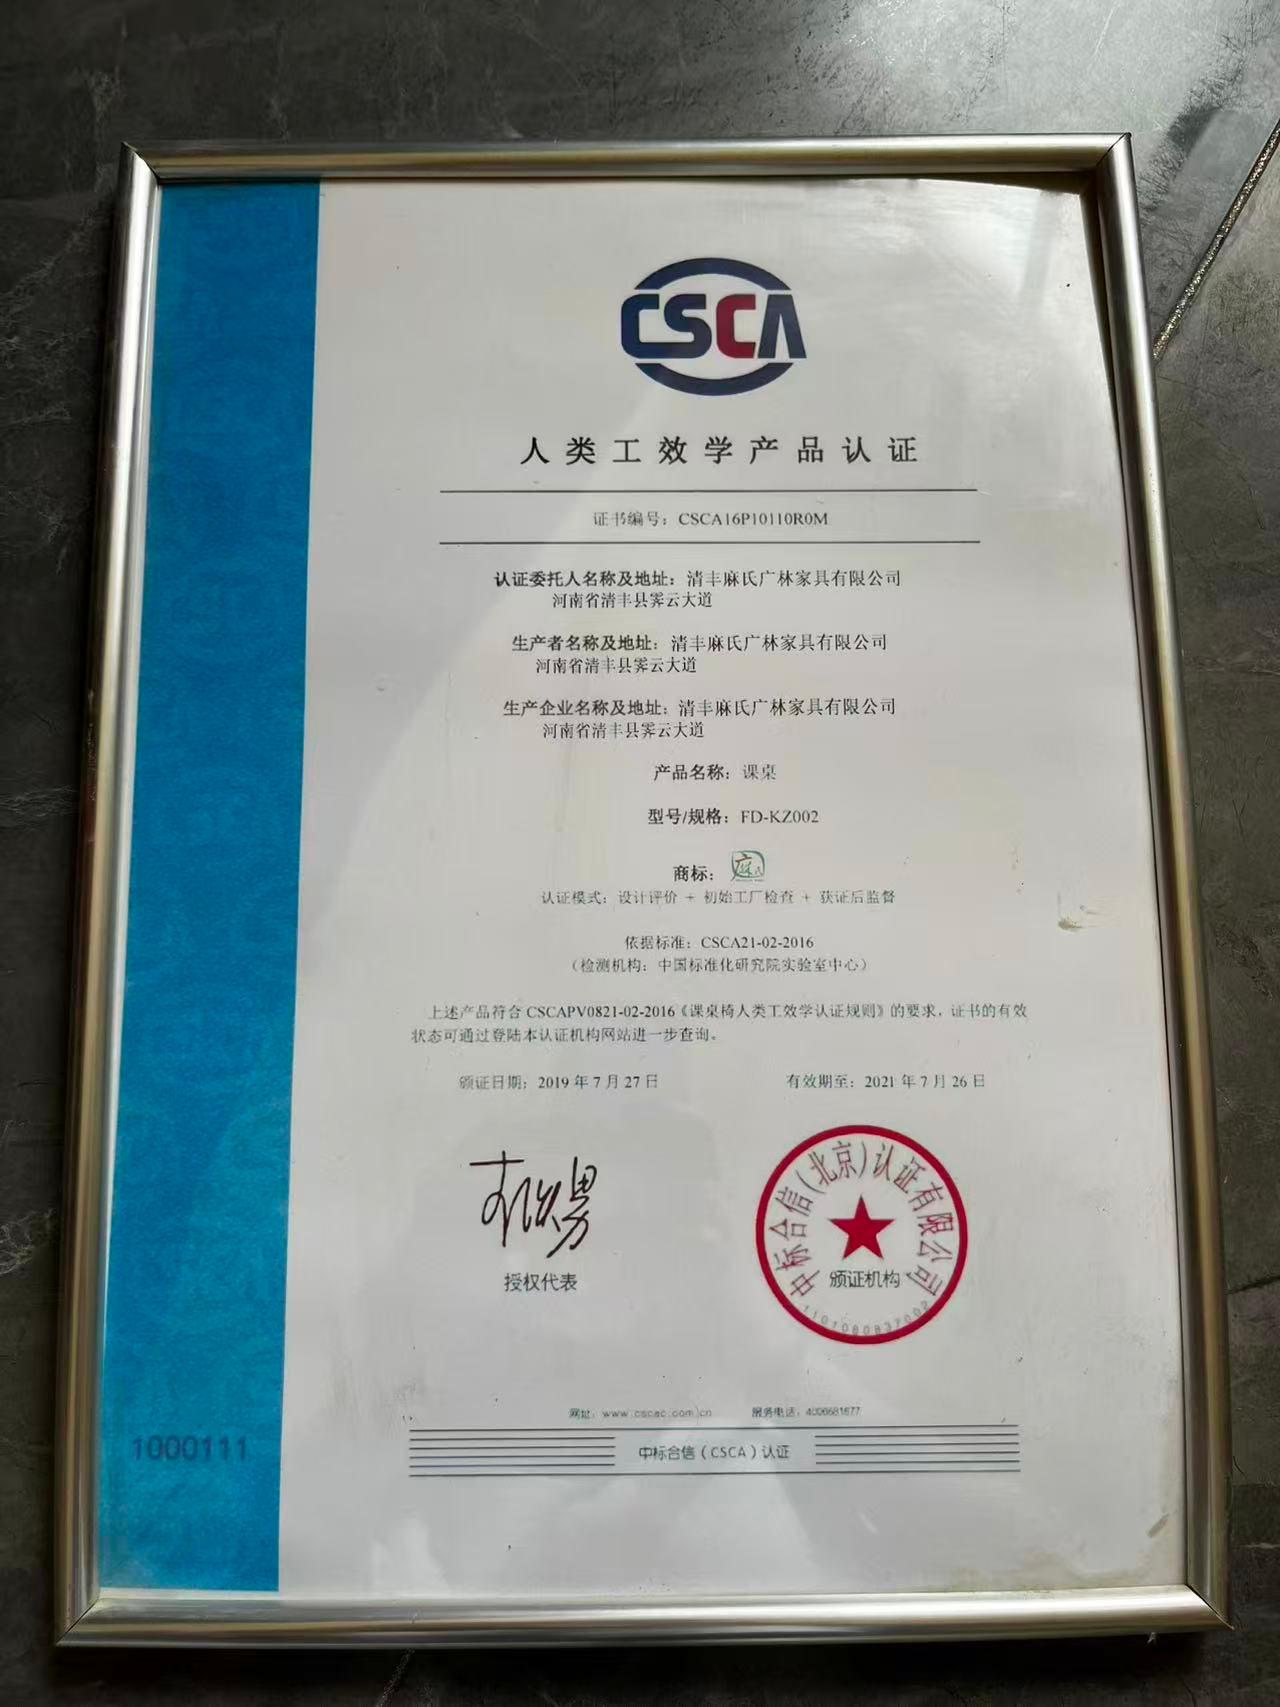 CSCA
人类工效学产品认证
证书编号：CSCA16P10110R0M
认证委托人名称及地址：清丰麻氏广林家具有限公司
河南省清丰县霁云大道
生产者名称及地址：清丰麻氏广林家具有限公司
河南省清丰县霁云大道
生产企业名称及地址：清丰麻氏广林家具有限公司
河南省清丰县霁云大道
产品名称：课桌
型号/规格：FD-KZ002
商标：麻氏
认证模式：设计评价 + 初始工厂检查 + 获证后监督
依据标准：CSCA21-02-2016
（检测机构：中国标准化研究院实验室中心）
上述产品符合 CSCAPV0821-02-2016《课桌椅人类工效学认证规则》的要求，证书的有效
状态可通过登陆本认证机构网站进一步查询。
颁证日期：2019 年 7 月 27 日
有效期至：2021 年 7 月 26 日
授权代表
中标合信(北京)认证有限公司
颁证机构
网址：www.cscac.com.cn
服务电话：4006681677
1000111
中标合信（CSCA）认证